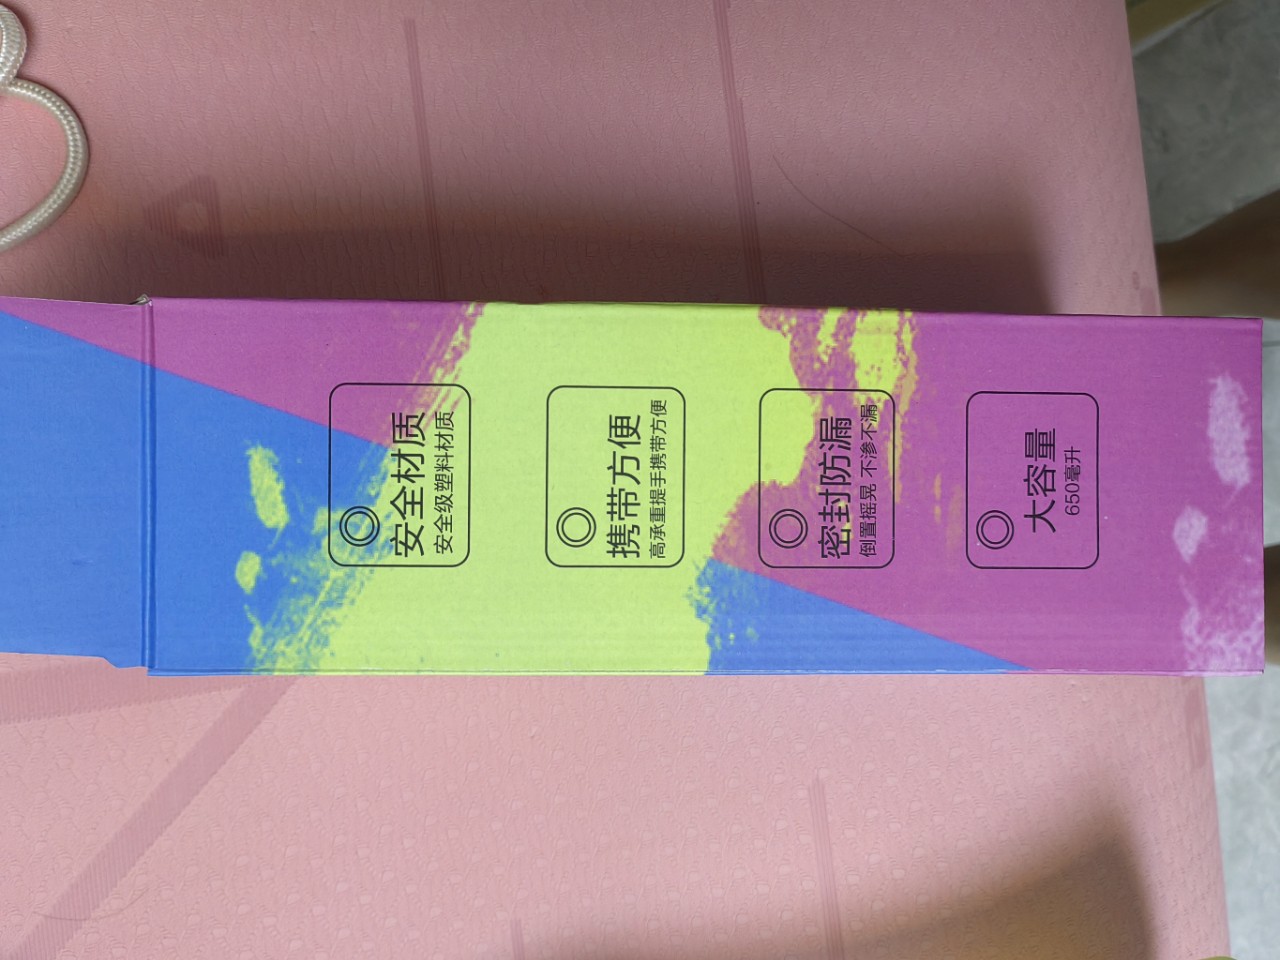 安全材质
安全级塑料材质
携带方便
高承重提手携带方便
密封防漏
倒置摇晃 不渗不漏
大容量
650毫升